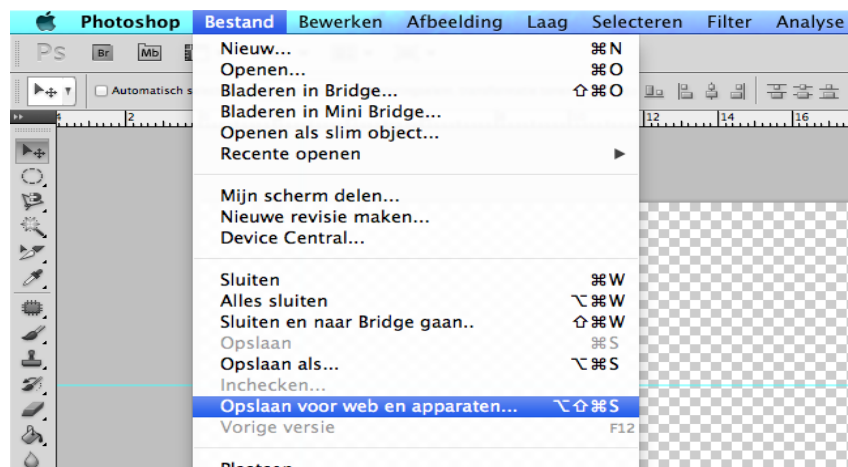 Photoshop Bestand Bewerken Afbeelding Laag Selecteren Filter Analyse
Ps Br Mb
Automatisch s
2 12 14 16
Nieuw... ⌘N
Openen... ⌘O
Bladeren in Bridge... ⇧⌘O
Bladeren in Mini Bridge...
Openen als slim object...
Recente openen ▶
Mijn scherm delen...
Nieuwe revisie maken...
Device Central...
Sluiten ⌘W
Alles sluiten ⌥⌘W
Sluiten en naar Bridge gaan.. ⇧⌘W
Opslaan ⌘S
Opslaan als... ⌥⌘S
Inchecken...
Opslaan voor web en apparaten... ⌥⇧⌘S
Vorige versie F12